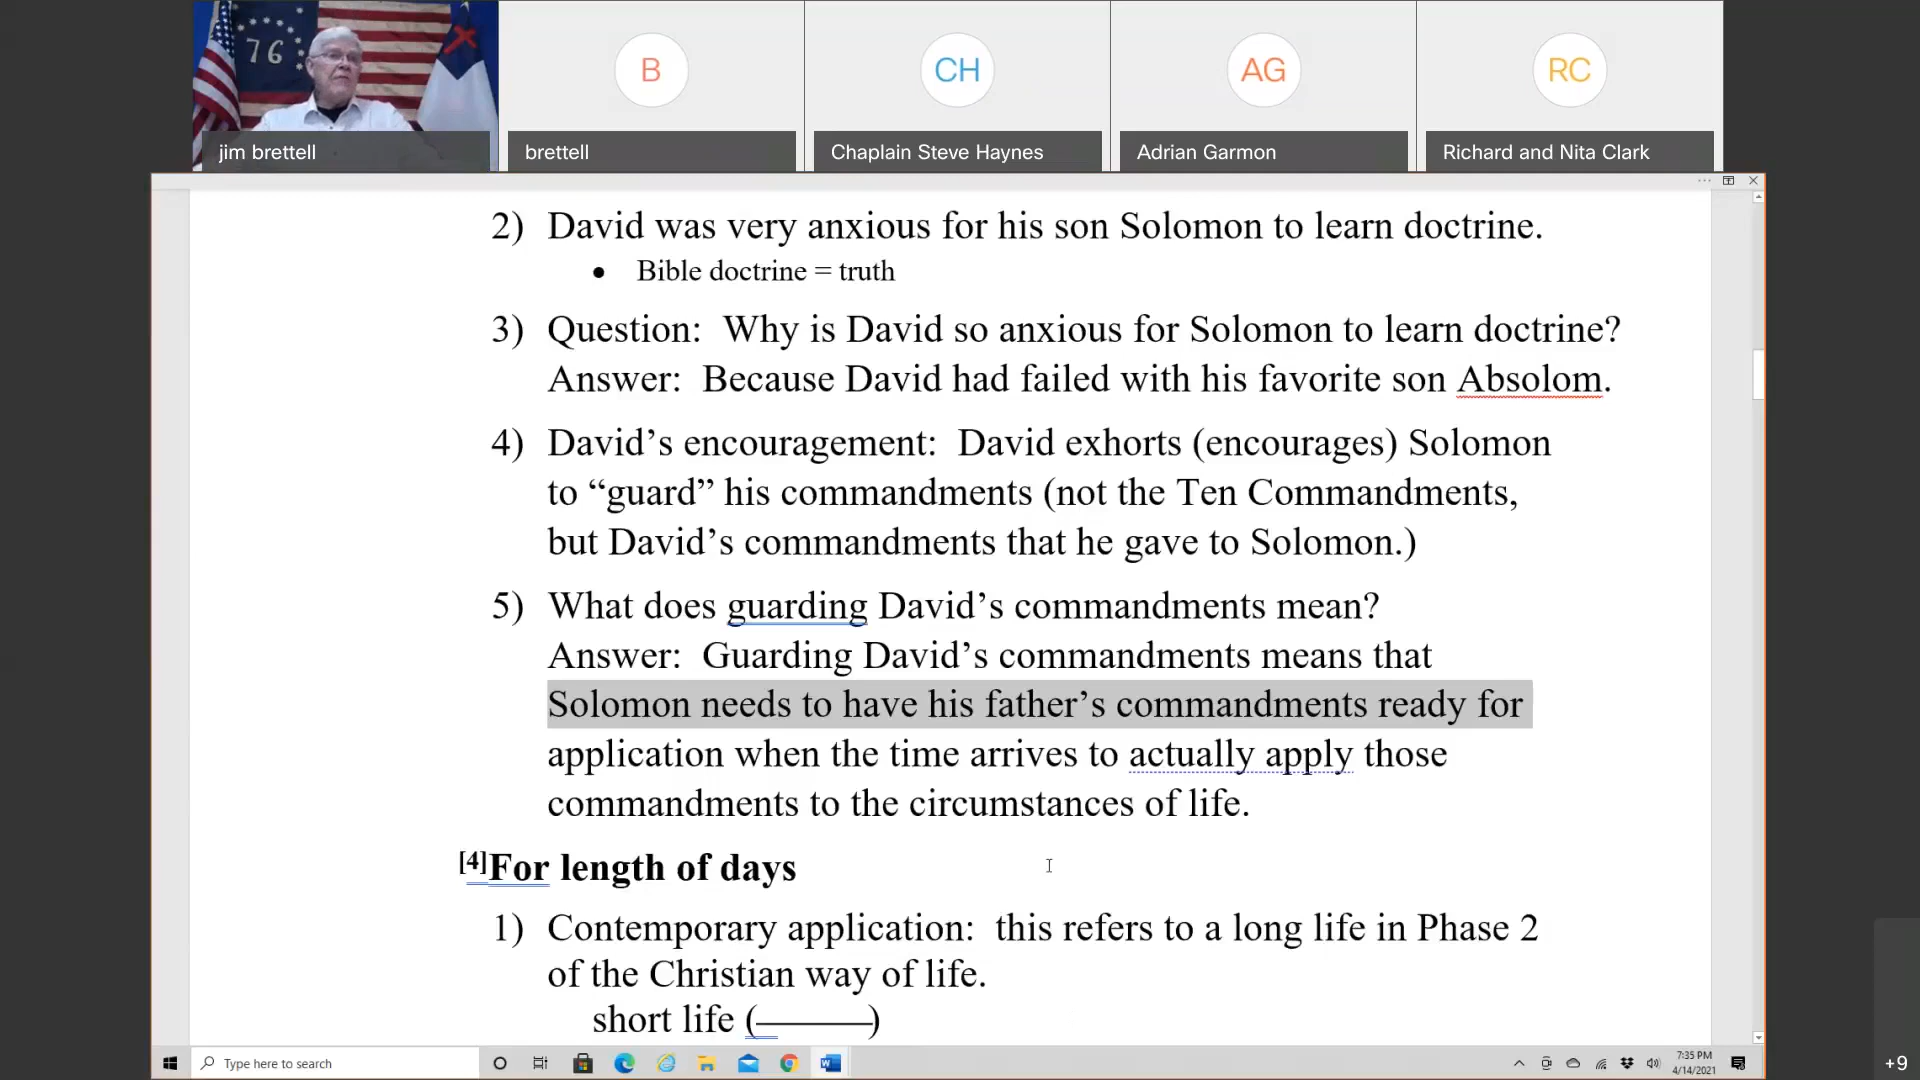 76
B
CH
AG
RC
jim brettell
brettell
Chaplain Steve Haynes
Adrian Garmon
Richard and Nita Clark
2) David was very anxious for his son Solomon to learn doctrine.
• Bible doctrine = truth
3) Question: Why is David so anxious for Solomon to learn doctrine?
Answer: Because David had failed with his favorite son Absolom.
4) David’s encouragement: David exhorts (encourages) Solomon
to “guard” his commandments (not the Ten Commandments,
but David’s commandments that he gave to Solomon.)
5) What does guarding David’s commandments mean?
Answer: Guarding David’s commandments means that
Solomon needs to have his father’s commandments ready for
application when the time arrives to actually apply those
commandments to the circumstances of life.
[4]For length of days
1) Contemporary application: this refers to a long life in Phase 2
of the Christian way of life.
short life (______)
Type here to search
7:35 PM
4/14/2021
+9